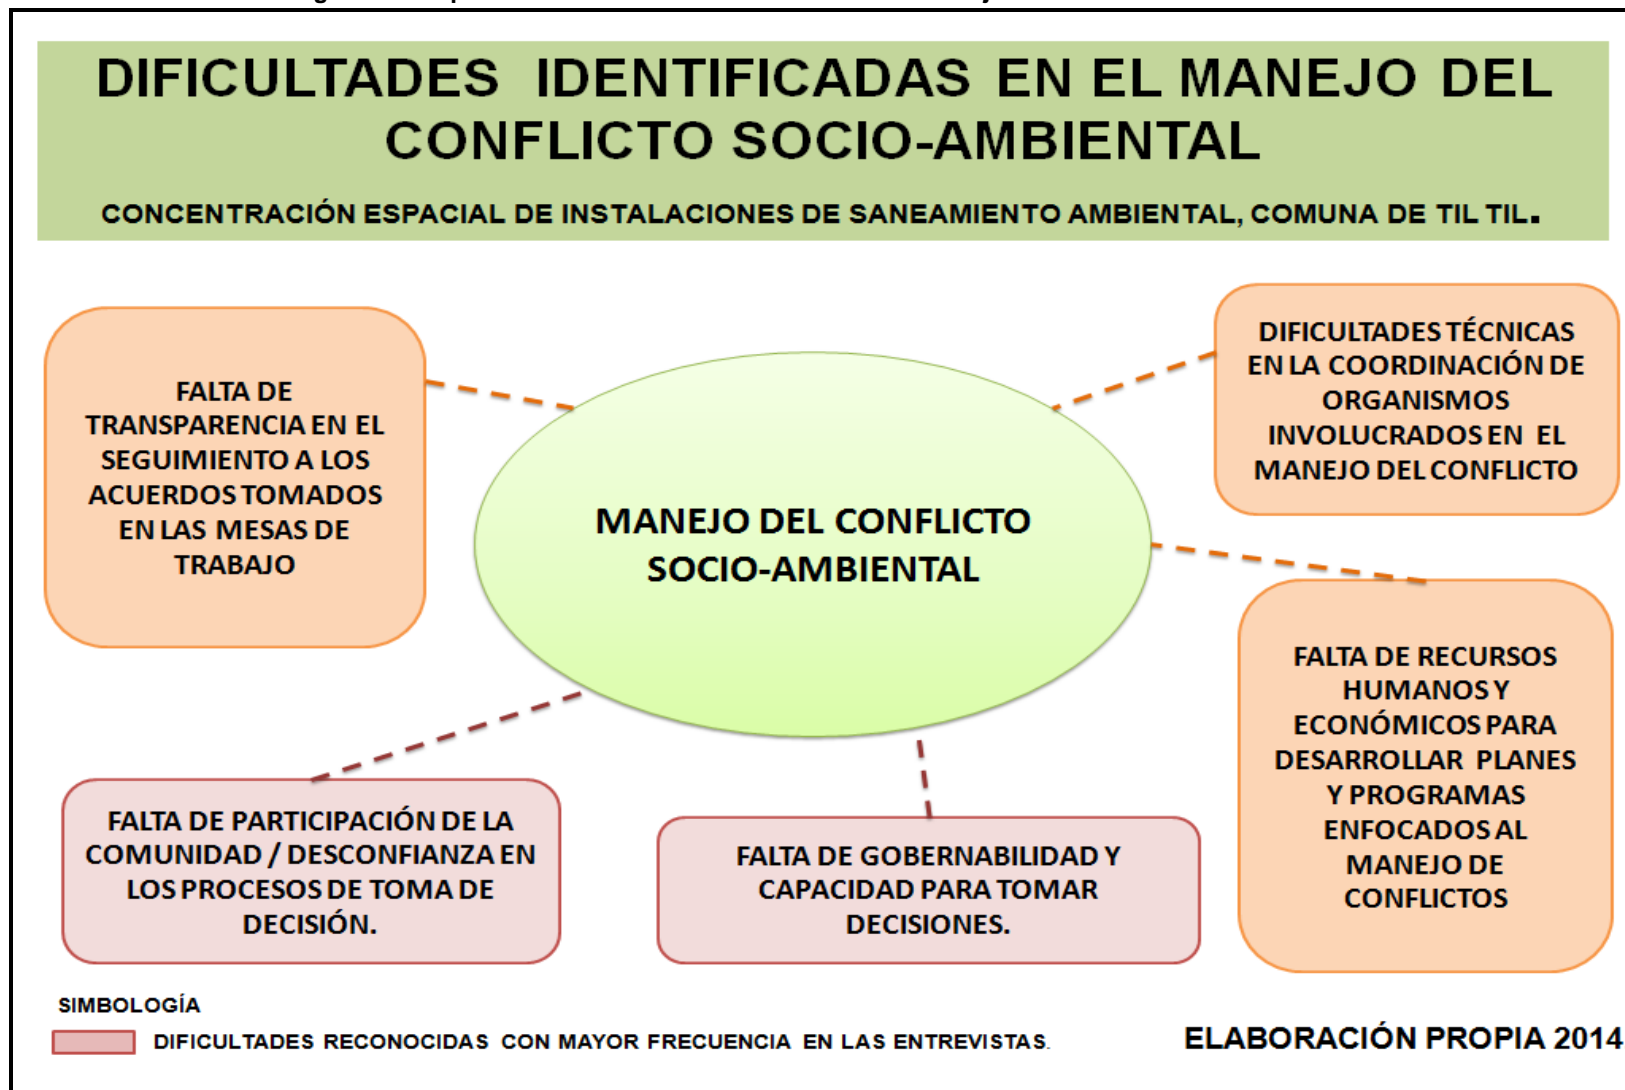 DIFICULTADES IDENTIFICADAS EN EL MANEJO DEL
CONFLICTO SOCIO-AMBIENTAL
CONCENTRACIÓN ESPACIAL DE INSTALACIONES DE SANEAMIENTO AMBIENTAL, COMUNA DE TIL TIL.
FALTA DE
TRANSPARENCIA EN EL
SEGUIMIENTO A LOS
ACUERDOS TOMADOS
EN LAS MESAS DE
TRABAJO
DIFICULTADES TÉCNICAS
EN LA COORDINACIÓN DE
ORGANISMOS
INVOLUCRADOS EN EL
MANEJO DEL CONFLICTO
MANEJO DEL CONFLICTO
SOCIO-AMBIENTAL
FALTA DE RECURSOS
HUMANOS Y
ECONÓMICOS PARA
DESARROLLAR PLANES
Y PROGRAMAS
ENFOCADOS AL
MANEJO DE
CONFLICTOS
FALTA DE PARTICIPACIÓN DE LA
COMUNIDAD / DESCONFIANZA EN
LOS PROCESOS DE TOMA DE
DECISIÓN.
FALTA DE GOBERNABILIDAD Y
CAPACIDAD PARA TOMAR
DECISIONES.
SIMBOLOGÍA
DIFICULTADES RECONOCIDAS CON MAYOR FRECUENCIA EN LAS ENTREVISTAS.
ELABORACIÓN PROPIA 2014